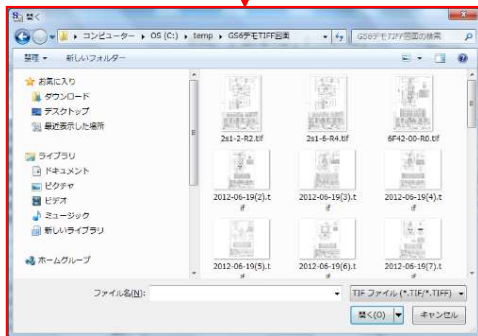 開く
コンピューター ▸ OS (C:) ▸ temp ▸ GS6デモTIFF図面
GS6デモTIFF図面の検索
整理 ▾ 新しいフォルダー
お気に入り
ダウンロード
デスクトップ
最近表示した場所
ライブラリ
ドキュメント
ピクチャ
ビデオ
ミュージック
新しいライブラリ
ホームグループ
2s1-2-R2.tif
2s1-6-R4.tif
6F42-00-R0.tif
2012-06-19(2).t
if
2012-06-19(3).t
if
2012-06-19(4).t
if
2012-06-19(5).t
if
2012-06-19(6).t
if
2012-06-19(7).t
if
ファイル名(N):
TIF ファイル (*.TIF/*.TIFF)
開く(O)
キャンセル